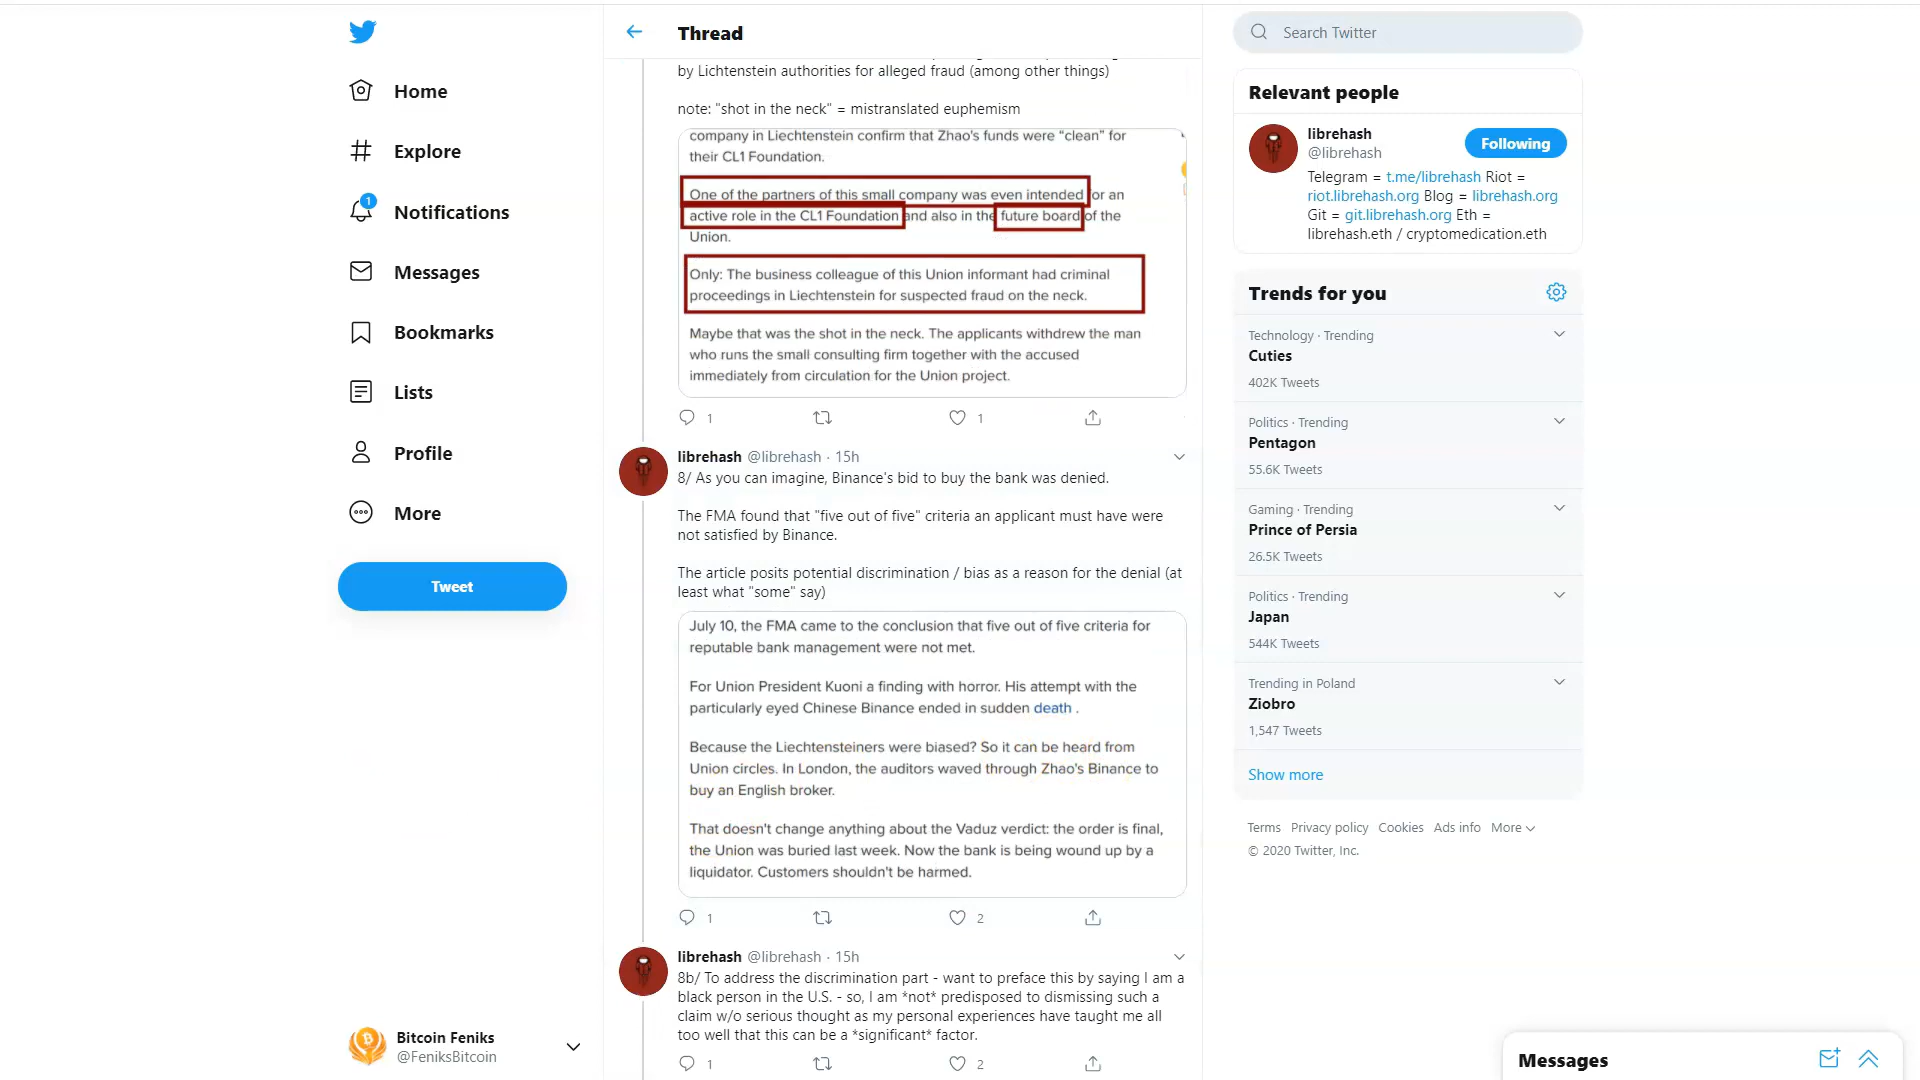 Home
Explore
1
Notifications
Messages
Bookmarks
Lists
Profile
More
Tweet
Bitcoin Feniks
@FeniksBitcoin
Thread
by Lichtenstein authorities for alleged fraud (among other things)
note: "shot in the neck" = mistranslated euphemism
company in Liechtenstein confirm that Zhao's funds were “clean” for
their CL1 Foundation.
One of the partners of this small company was even intended for an
active role in the CL1 Foundation and also in the future board of the
Union.
Only: The business colleague of this Union informant had criminal
proceedings in Liechtenstein for suspected fraud on the neck.
Maybe that was the shot in the neck. The applicants withdrew the man
who runs the small consulting firm together with the accused
immediately from circulation for the Union project.
1 1
librehash @librehash · 15h
8/ As you can imagine, Binance's bid to buy the bank was denied.
The FMA found that "five out of five" criteria an applicant must have were
not satisfied by Binance.
The article posits potential discrimination / bias as a reason for the denial (at
least what "some" say)
July 10, the FMA came to the conclusion that five out of five criteria for
reputable bank management were not met.
For Union President Kuoni a finding with horror. His attempt with the
particularly eyed Chinese Binance ended in sudden death .
Because the Liechtensteiners were biased? So it can be heard from
Union circles. In London, the auditors waved through Zhao's Binance to
buy an English broker.
That doesn't change anything about the Vaduz verdict: the order is final,
the Union was buried last week. Now the bank is being wound up by a
liquidator. Customers shouldn't be harmed.
1 2
librehash @librehash · 15h
8b/ To address the discrimination part - want to preface this by saying I am a
black person in the U.S. - so, I am *not* predisposed to dismissing such a
claim w/o serious thought as my personal experiences have taught me all
too well that this can be a *significant* factor.
1 2
Search Twitter
Relevant people
librehash
@librehash
Following
Telegram = t.me/librehash Riot =
riot.librehash.org Blog = librehash.org
Git = git.librehash.org Eth =
librehash.eth / cryptomedication.eth
Trends for you
Technology · Trending
Cuties
402K Tweets
Politics · Trending
Pentagon
55.6K Tweets
Gaming · Trending
Prince of Persia
26.5K Tweets
Politics · Trending
Japan
544K Tweets
Trending in Poland
Ziobro
1,547 Tweets
Show more
Terms Privacy policy Cookies Ads info More
© 2020 Twitter, Inc.
Messages